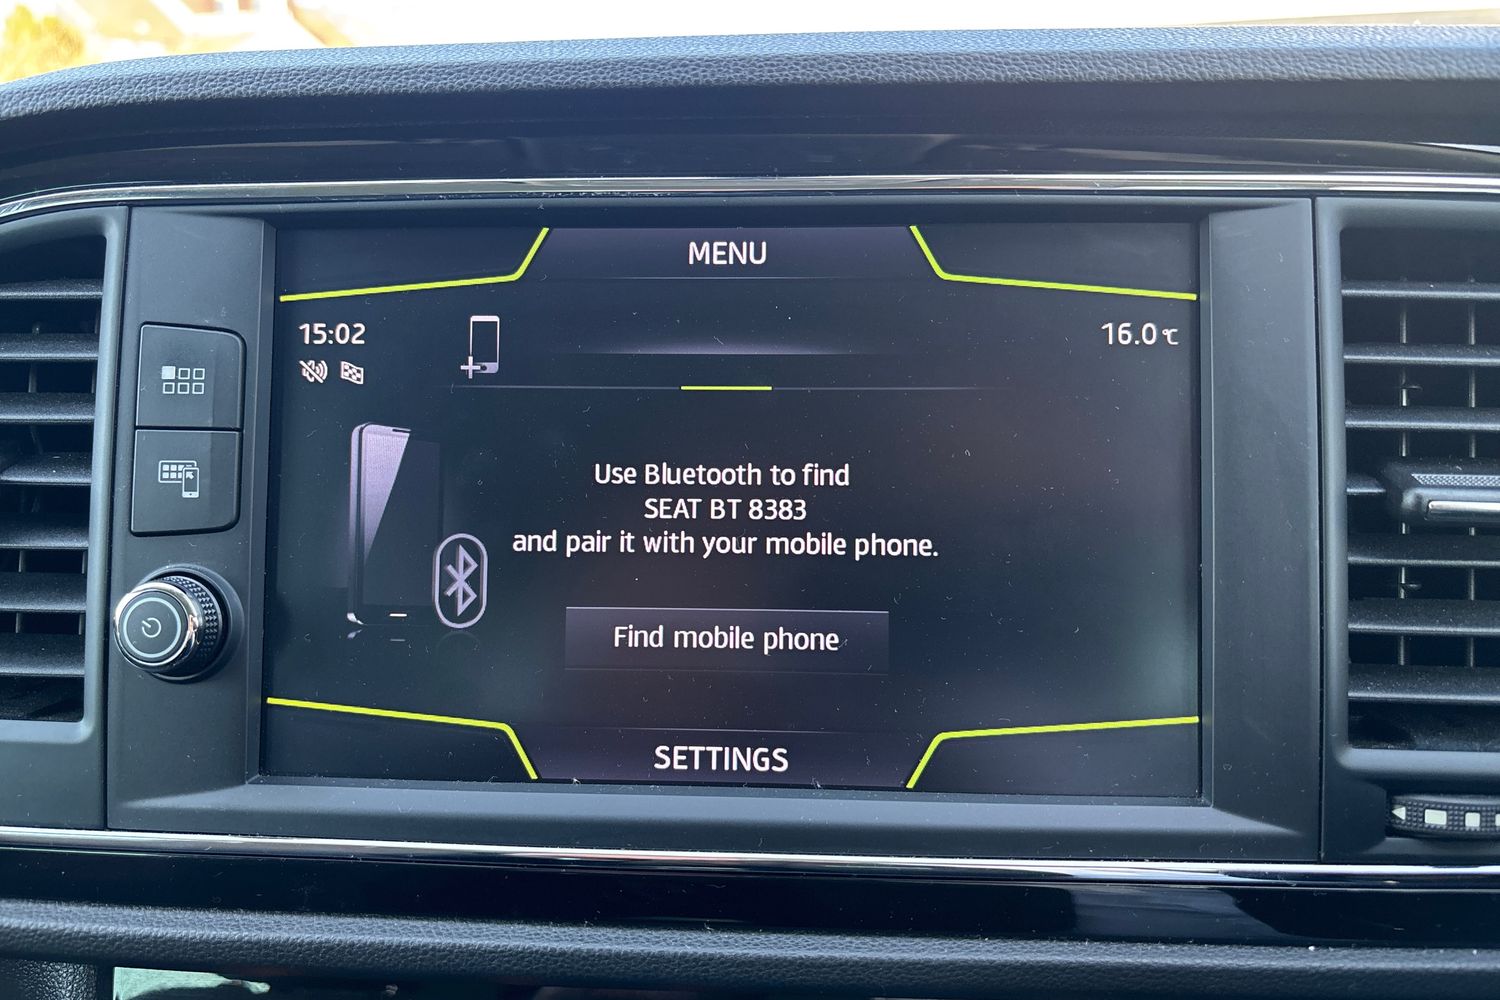 MENU
15:02
16.0℃
Use Bluetooth to find
SEAT BT 8383
and pair it with your mobile phone.
Find mobile phone
SETTINGS